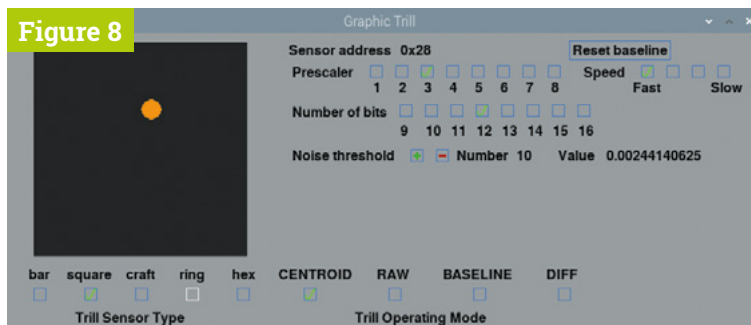 Figure 8
Graphic Trill
Sensor address 0x28 Reset baseline
Prescaler Speed
1 2 3 4 5 6 7 8 Fast Slow
Number of bits
9 10 11 12 13 14 15 16
Noise threshold Number 10 Value 0.00244140625
bar square craft ring hex CENTROID RAW BASELINE DIFF
Trill Sensor Type Trill Operating Mode